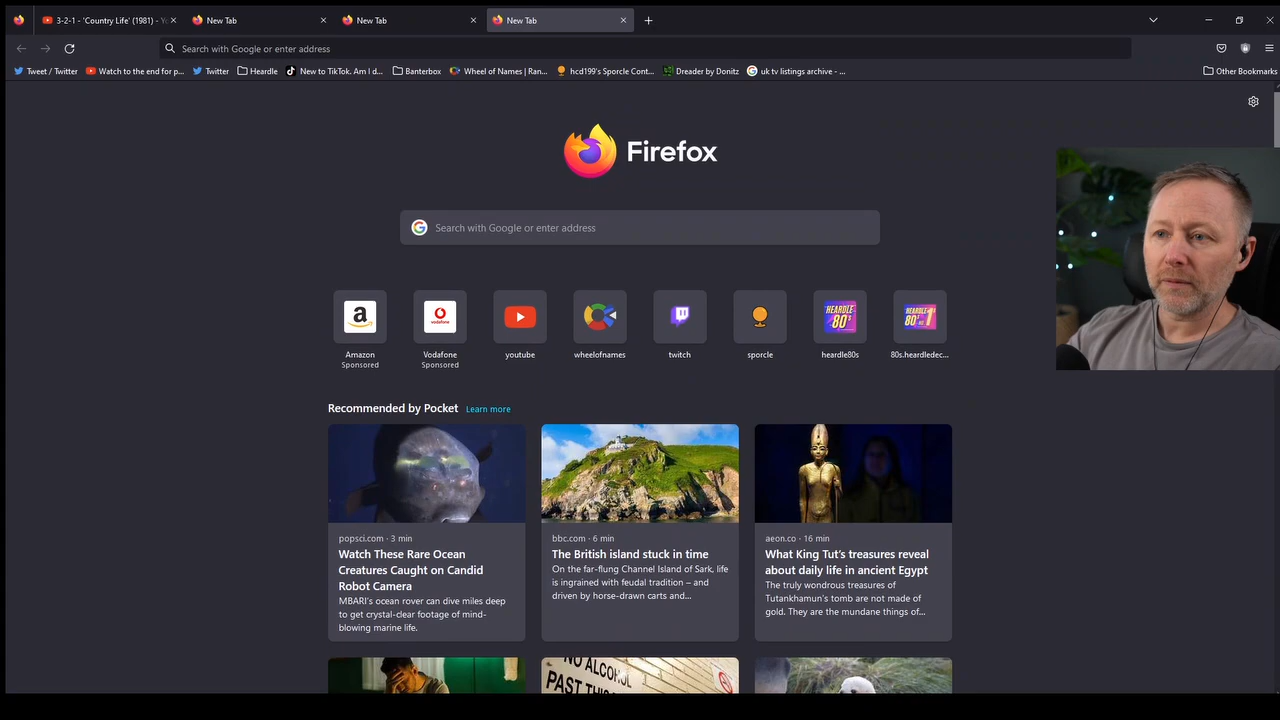 3-2-1 - 'Country Life' (1981) - Yo
New Tab
New Tab
New Tab
Search with Google or enter address
Tweet / Twitter
Watch to the end for p...
Twitter
Heardle
New to TikTok. Am I d...
Banterbox
Wheel of Names | Ran...
hcd199's Sporcle Cont...
Dreader by Donitz
uk tv listings archive - ...
Other Bookmarks
Firefox
Search with Google or enter address
a
vodafone
HEARDLE
80's
HEARDLE
80's
Amazon
Sponsored
Vodafone
Sponsored
youtube
wheelofnames
twitch
sporcle
heardle80s
80s.heardledec...
Recommended by Pocket Learn more
popsci.com · 3 min
Watch These Rare Ocean
Creatures Caught on Candid
Robot Camera
MBARI's ocean rover can dive miles deep
to get crystal-clear footage of mind-
blowing marine life.
bbc.com · 6 min
The British island stuck in time
On the far-flung Channel Island of Sark, life
is ingrained with feudal tradition – and
driven by horse-drawn carts and...
aeon.co · 16 min
What King Tut's treasures reveal
about daily life in ancient Egypt
The truly wondrous treasures of
Tutankhamun's tomb are not made of
gold. They are the mundane things of...
NO ALCOHOL
PAST THIS